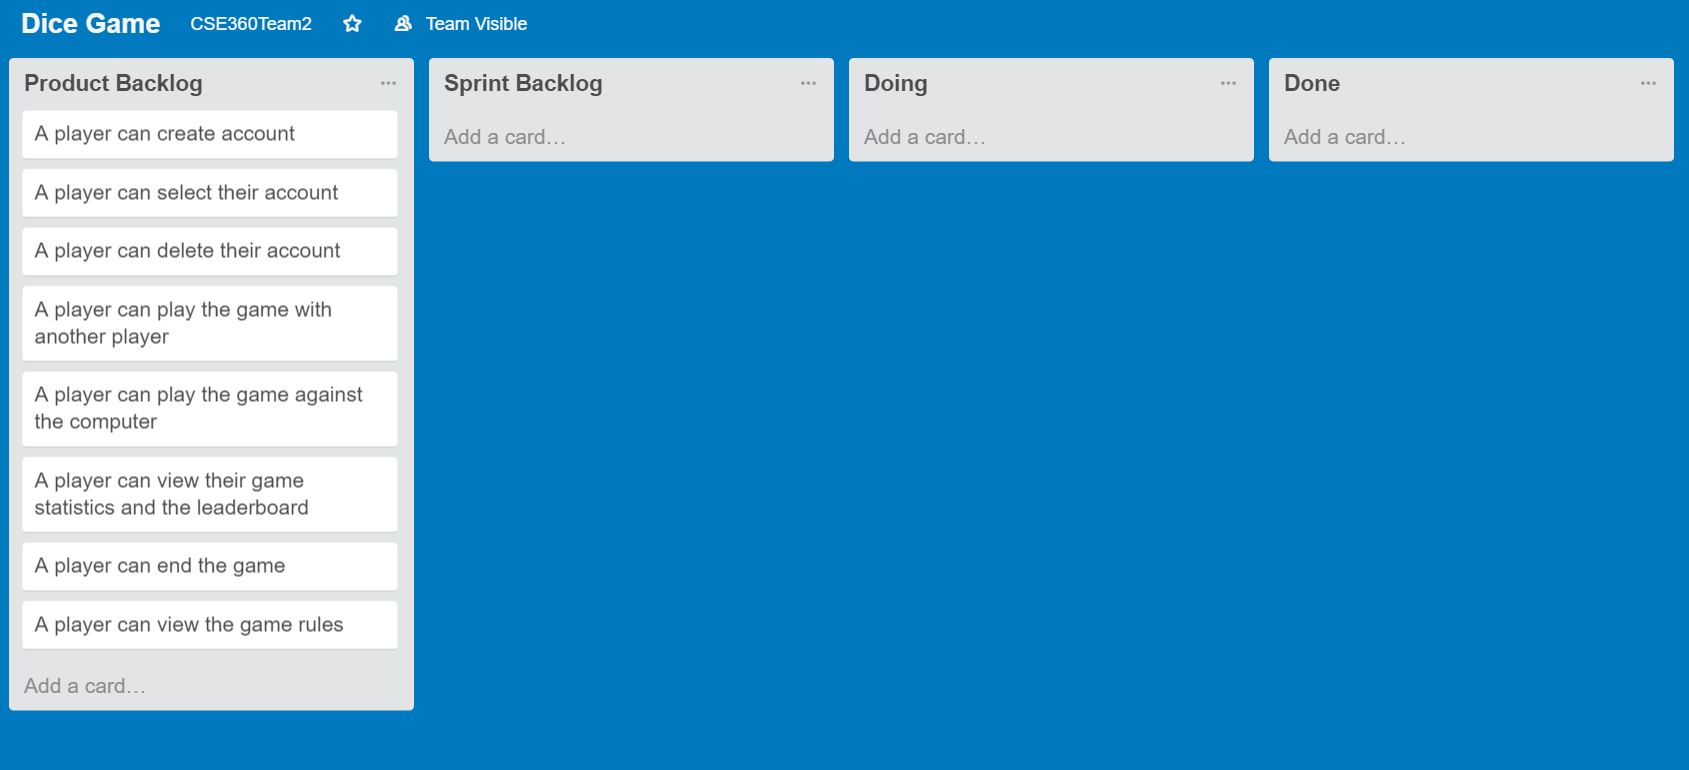 Dice Game CSE360Team2 Team Visible
Product Backlog
A player can create account
A player can select their account
A player can delete their account
A player can play the game with
another player
A player can play the game against
the computer
A player can view their game
statistics and the leaderboard
A player can end the game
A player can view the game rules
Add a card…
Sprint Backlog
Add a card…
Doing
Add a card…
Done
Add a card…